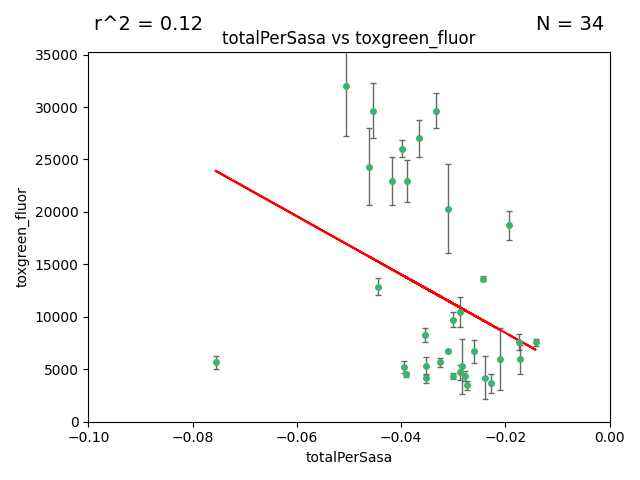 r^2 = 0.12
N = 34
totalPerSasa vs toxgreen_fluor
toxgreen_fluor
35000
30000
25000
20000
15000
10000
5000
0
−0.10
−0.08
−0.06
−0.04
−0.02
0.00
totalPerSasa